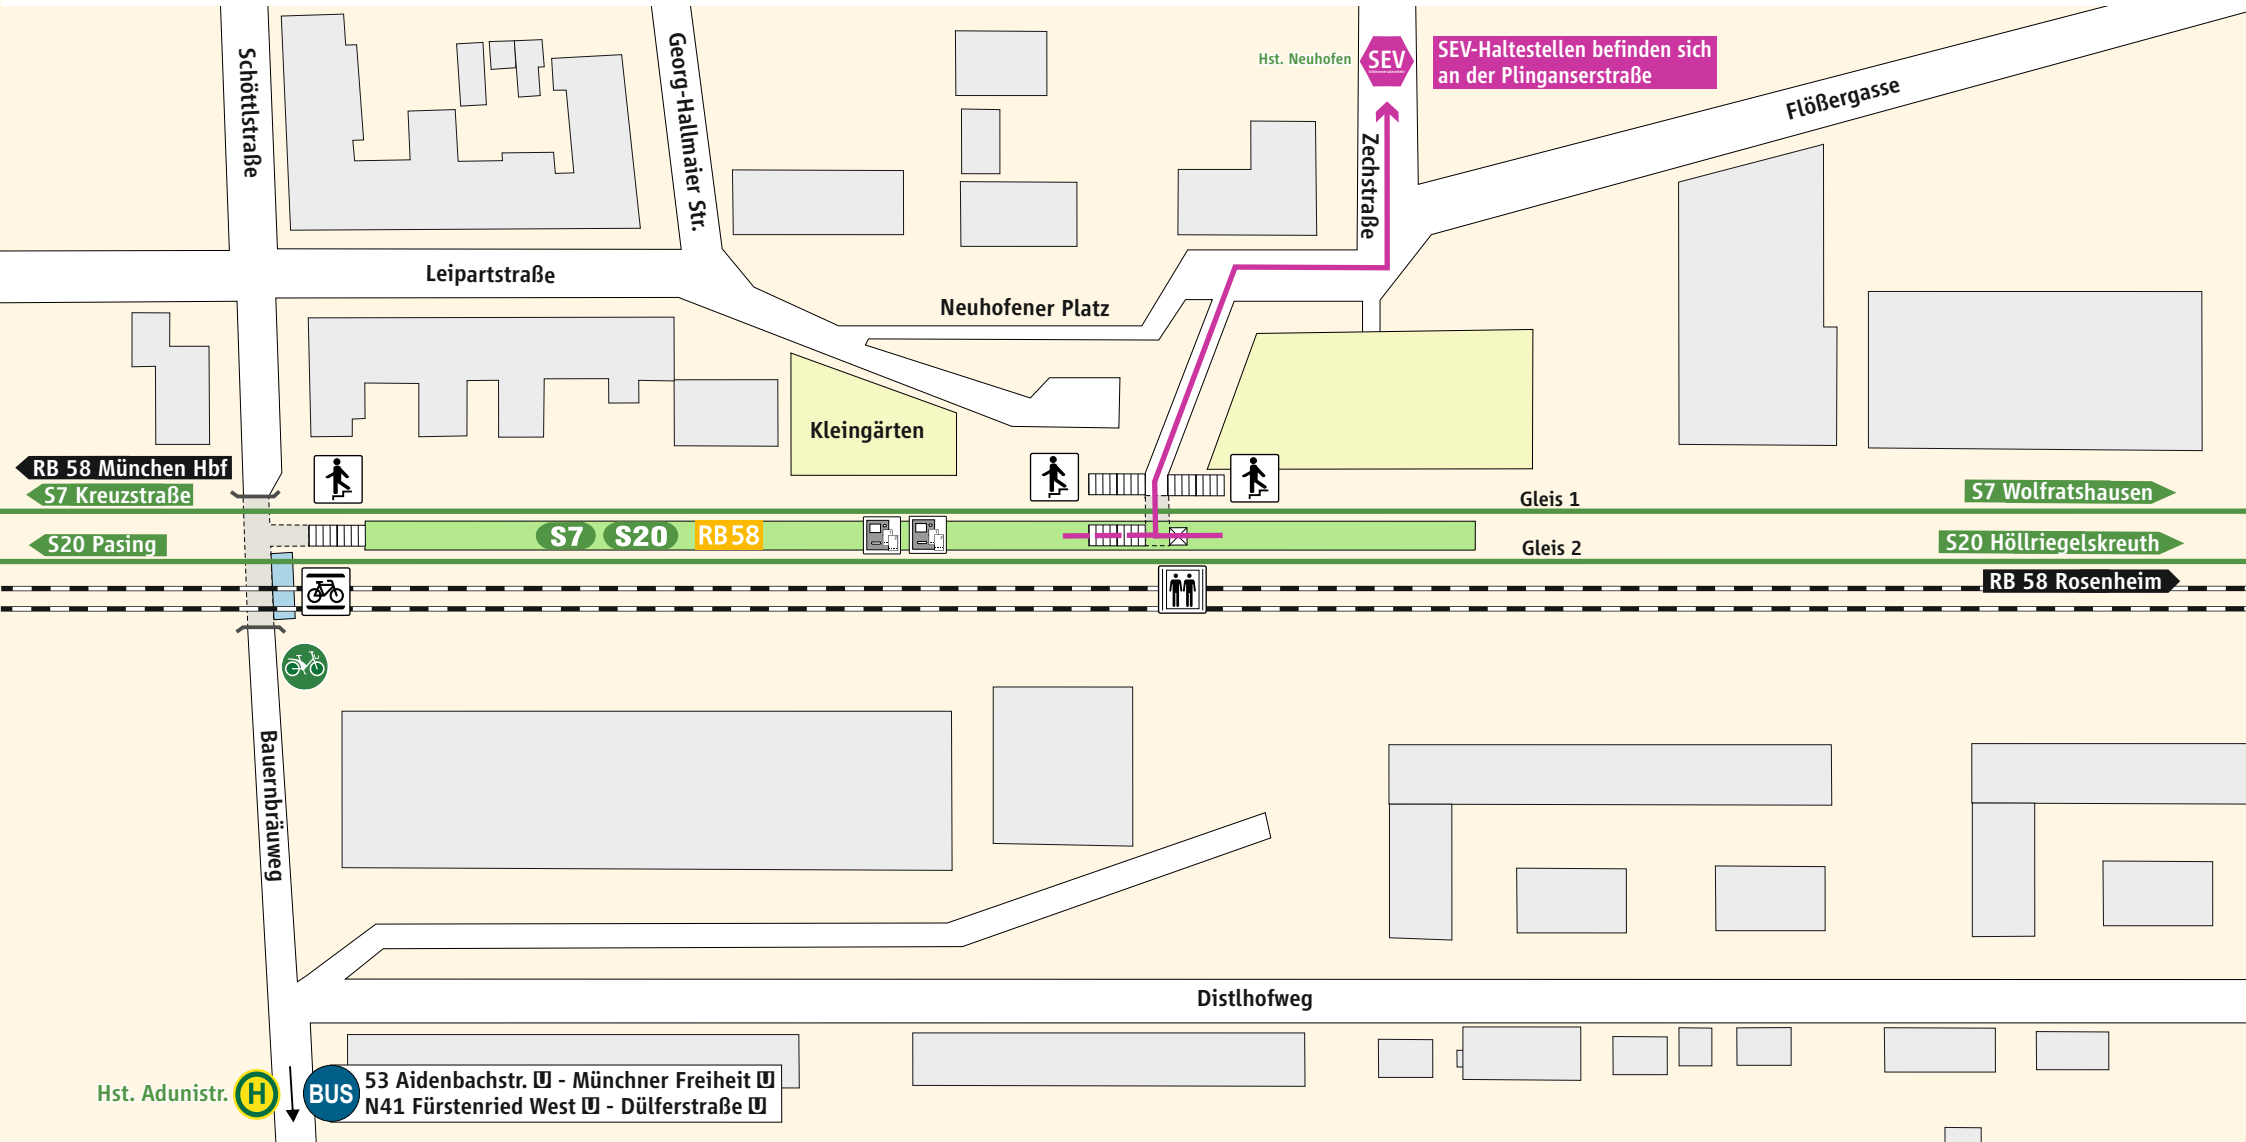 Schöttlstraße
Georg-Hallmaier Str.
Hst. Neuhofen
SEV
SEV-Haltestellen befinden sich
an der Plinganserstraße
Zechstraße
Flößergasse
Leipartstraße
Neuhofener Platz
Kleingärten
RB 58 München Hbf
S7 Kreuzstraße
Gleis 1
S7 Wolfratshausen
S20 Pasing
S7
S20
RB 58
Gleis 2
S20 Höllriegelskreuth
RB 58 Rosenheim
Bauernbräuweg
Distlhofweg
Hst. Adunistr.
H
BUS
53 Aidenbachstr. U - Münchner Freiheit U
N41 Fürstenried West U - Dülferstraße U